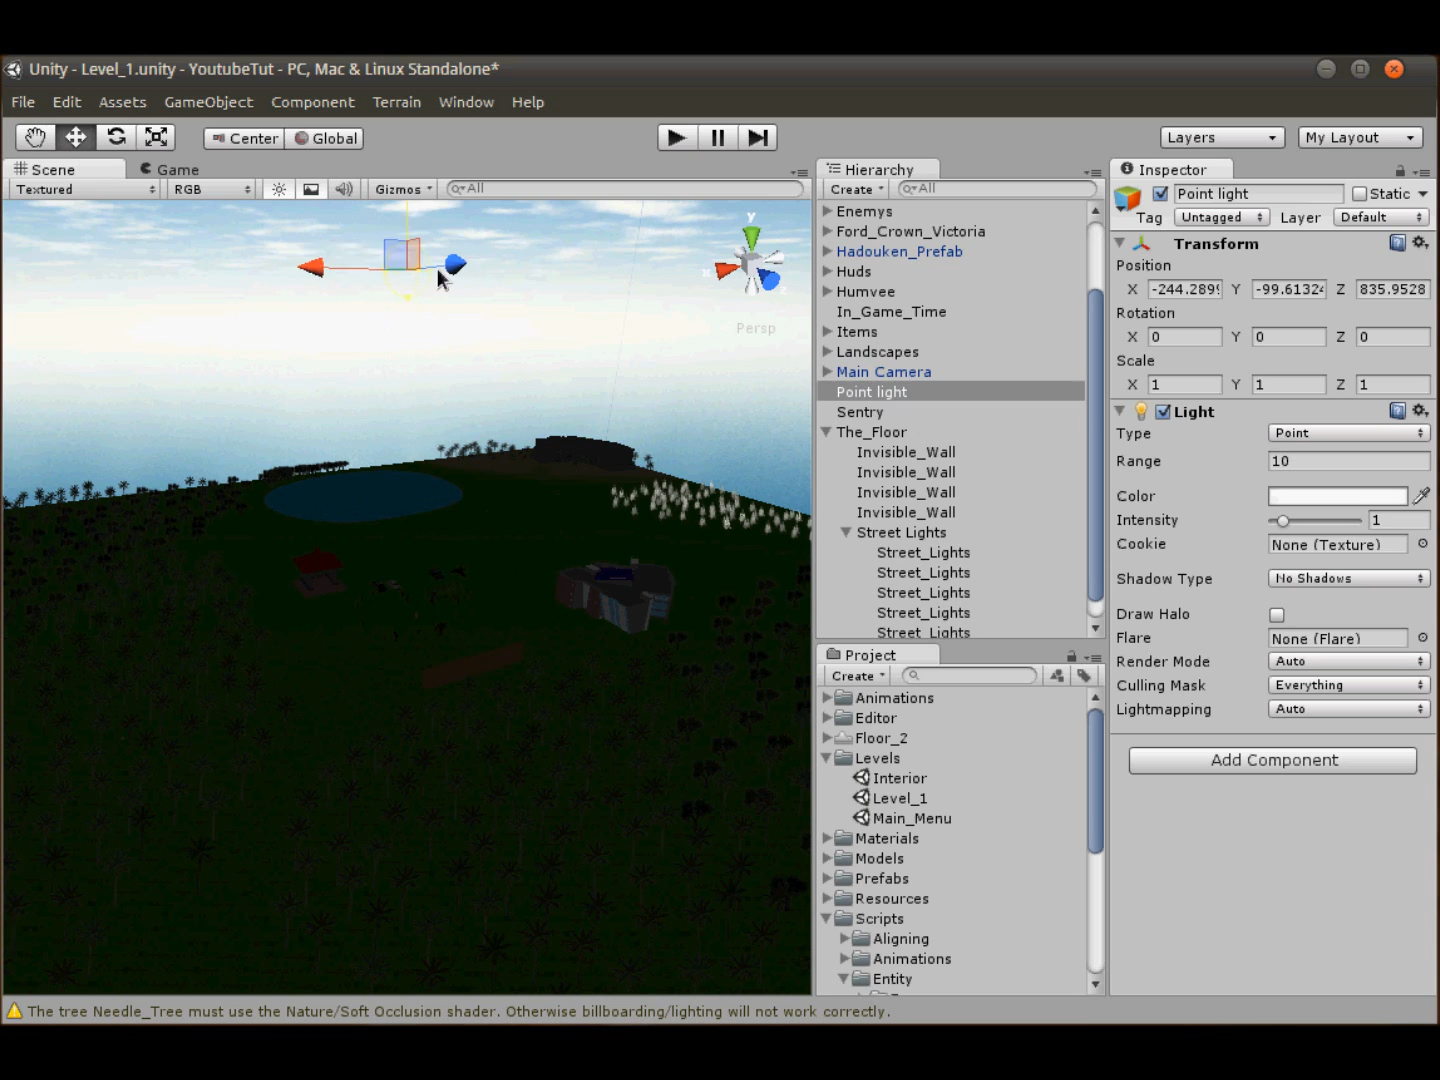 Unity - Level_1.unity - YoutubeTut - PC, Mac & Linux Standalone*
File Edit Assets GameObject Component Terrain Window Help
Center Global Layers My Layout
Scene Game
Textured RGB Gizmos All
y
x
z
Persp
Hierarchy
Create All
Enemys
Ford_Crown_Victoria
Hadouken_Prefab
Huds
Humvee
In_Game_Time
Items
Landscapes
Main Camera
Point light
Sentry
The_Floor
Invisible_Wall
Invisible_Wall
Invisible_Wall
Invisible_Wall
Street Lights
Street_Lights
Street_Lights
Street_Lights
Street_Lights
Street_Lights
Project
Create
Animations
Editor
Floor_2
Levels
Interior
Level_1
Main_Menu
Materials
Models
Prefabs
Resources
Scripts
Aligning
Animations
Entity
Inspector
Point light Static
Tag Untagged Layer Default
Transform
Position
X -244.289 Y -99.6132 Z 835.9528
Rotation
X 0 Y 0 Z 0
Scale
X 1 Y 1 Z 1
Light
Type Point
Range 10
Color
Intensity 1
Cookie None (Texture)
Shadow Type No Shadows
Draw Halo
Flare None (Flare)
Render Mode Auto
Culling Mask Everything
Lightmapping Auto
Add Component
The tree Needle_Tree must use the Nature/Soft Occlusion shader. Otherwise billboarding/lighting will not work correctly.